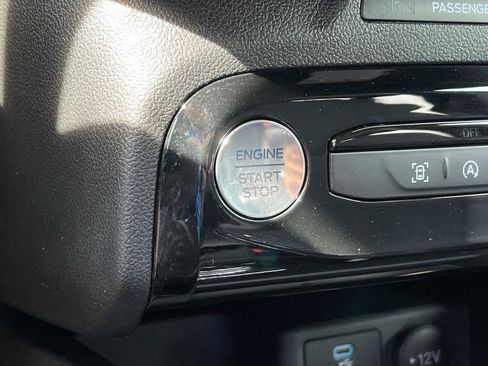 PASSENGE
OFF
ENGINE
START
STOP
A
12V